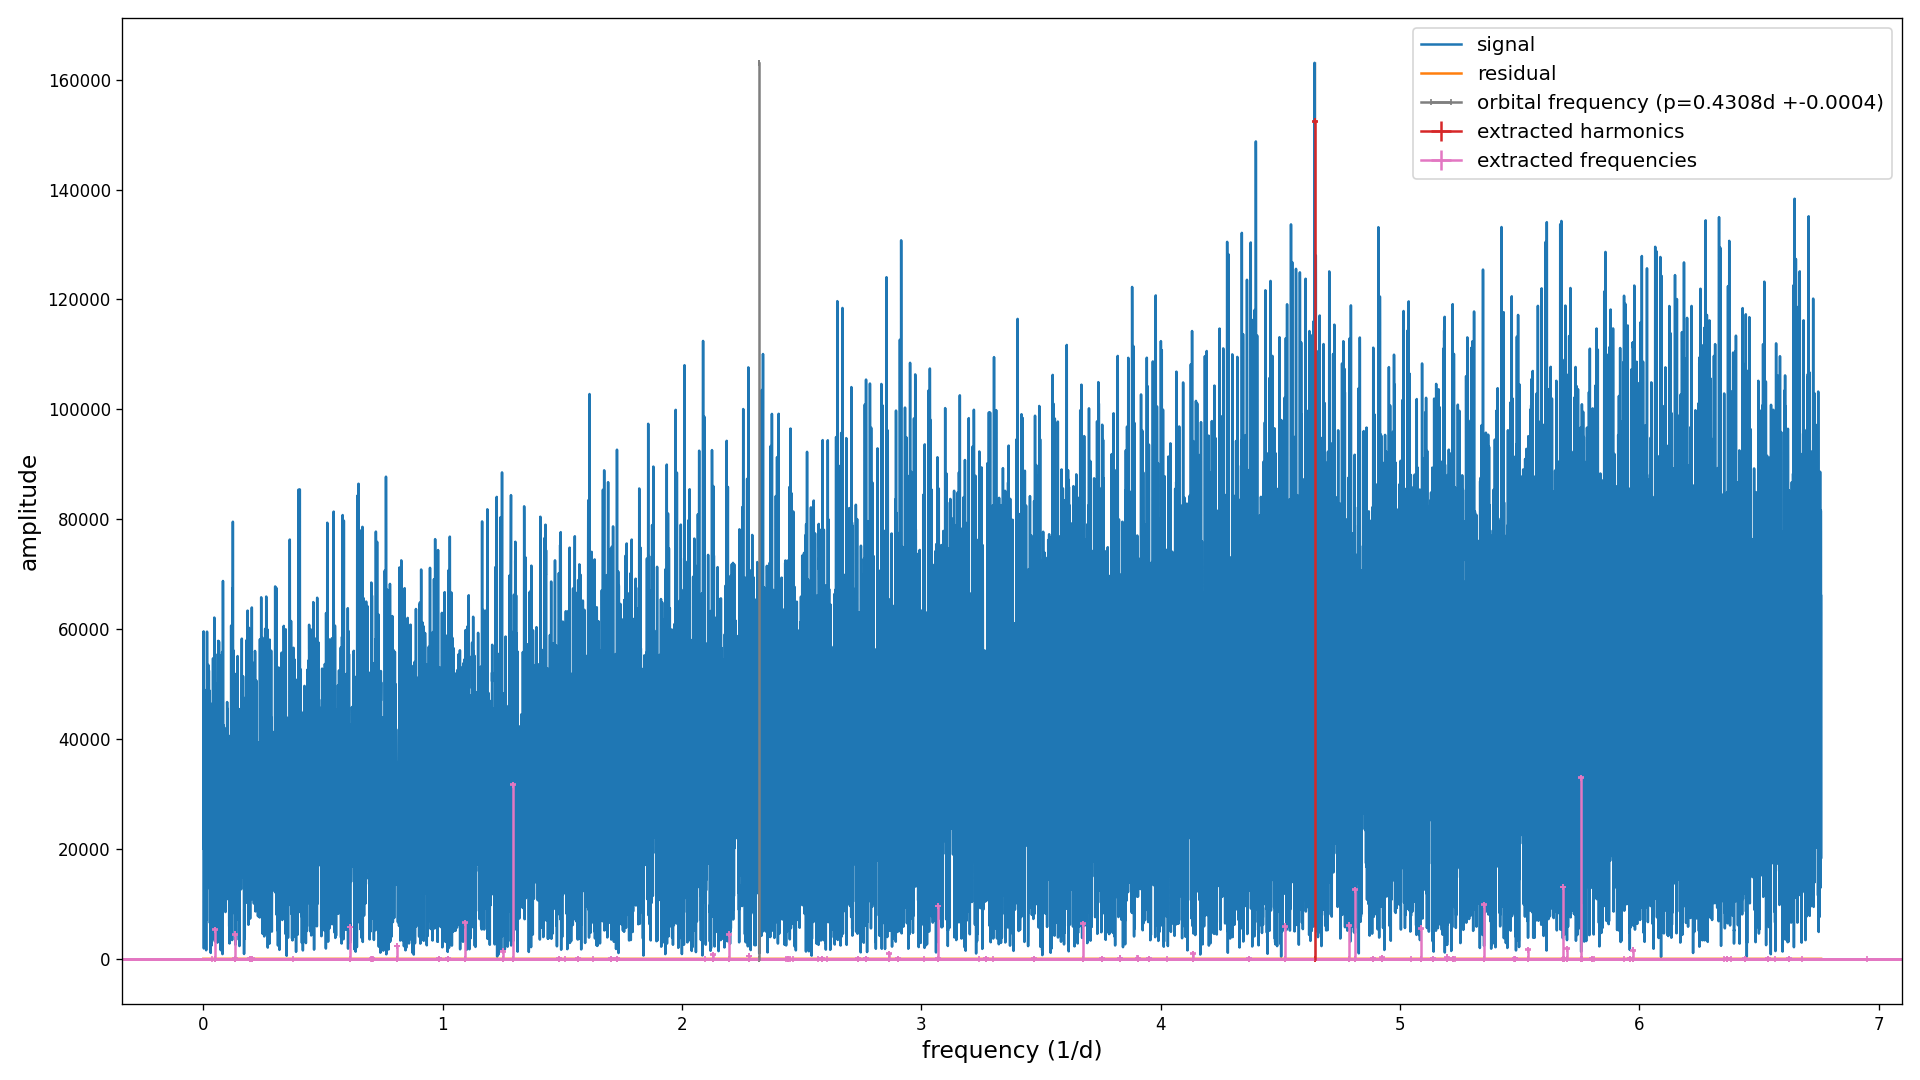 signal
residual
orbital frequency (p=0.4308d +-0.0004)
extracted harmonics
extracted frequencies
160000
140000
120000
100000
80000
60000
40000
20000
0
amplitude
0 1 2 3 4 5 6 7
frequency (1/d)